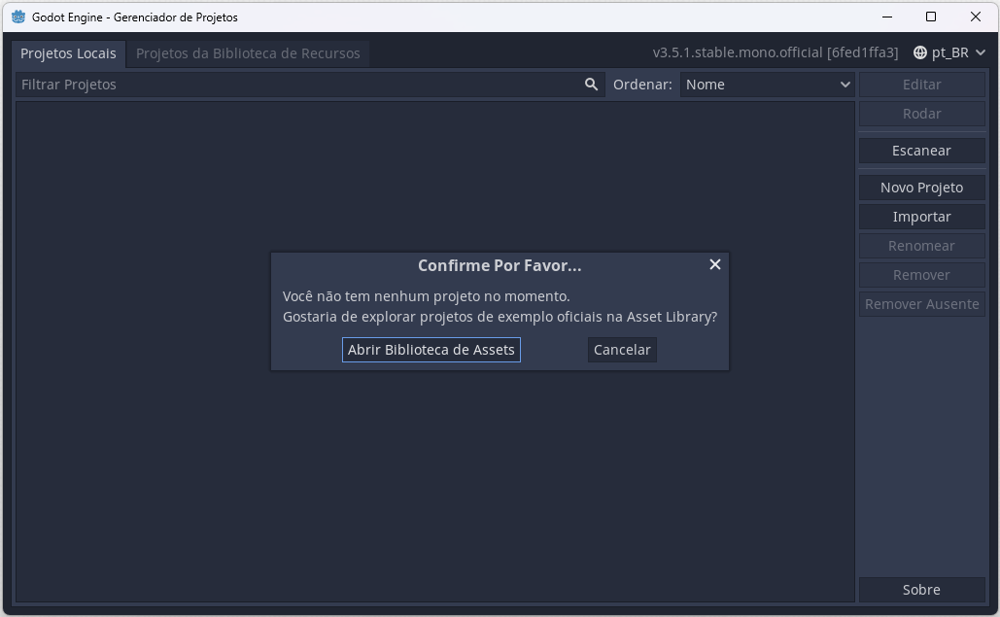 Godot Engine - Gerenciador de Projetos
Projetos Locais
Projetos da Biblioteca de Recursos
v3.5.1.stable.mono.official [6fed1ffa3]
pt_BR
Filtrar Projetos
Ordenar:
Nome
Editar
Rodar
Escanear
Novo Projeto
Importar
Renomear
Remover
Remover Ausente
Confirme Por Favor...
Você não tem nenhum projeto no momento.
Gostaria de explorar projetos de exemplo oficiais na Asset Library?
Abrir Biblioteca de Assets
Cancelar
Sobre